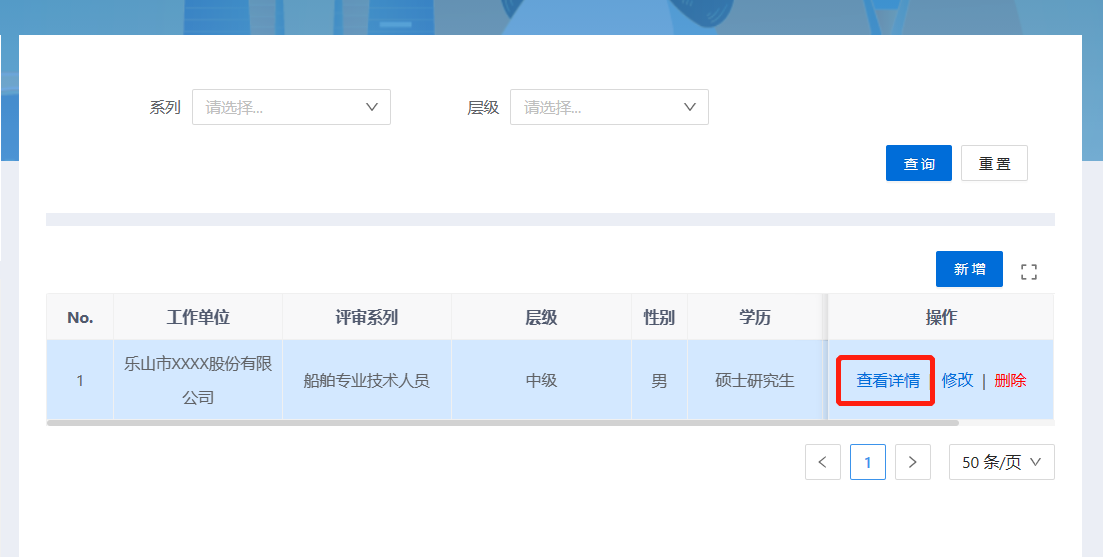 系列 请选择... 层级 请选择...
查询 重置
新增
No. 工作单位 评审系列 层级 性别 学历 操作
1 乐山市XXXX股份有限公司 船舶专业技术人员 中级 男 硕士研究生 查看详情 修改 | 删除
1 50 条/页